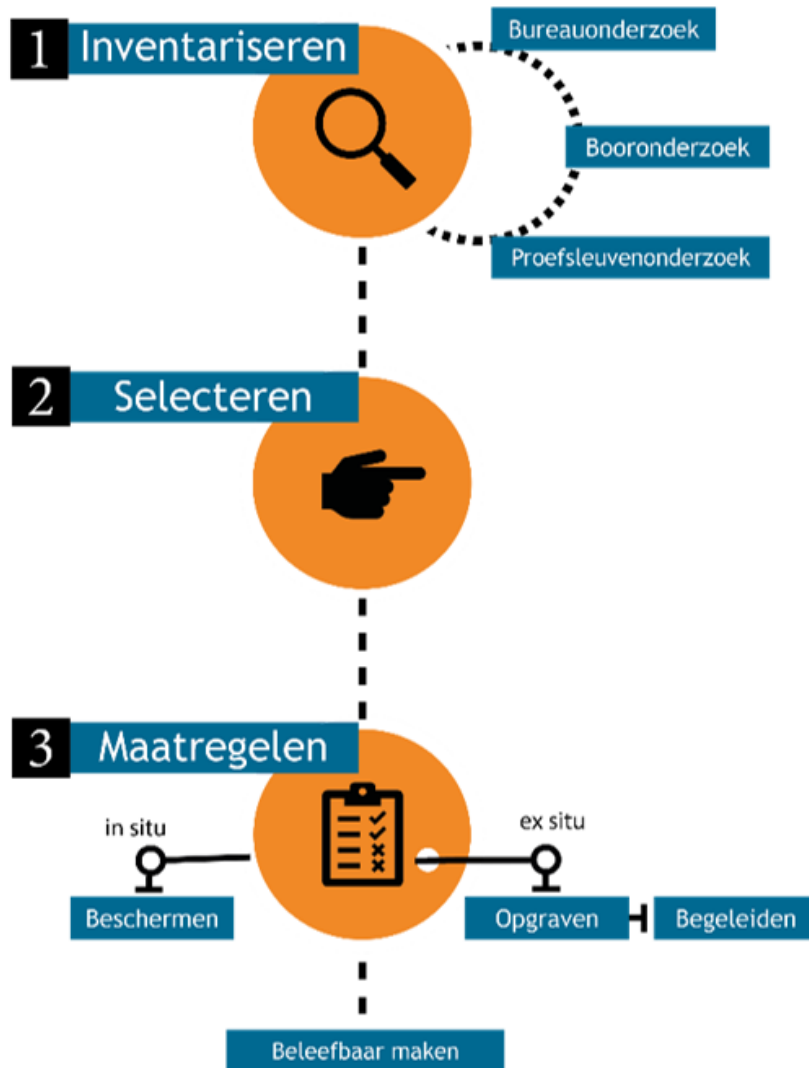 1 Inventariseren
Bureauonderzoek
Booronderzoek
Proefsleuvenonderzoek
2 Selecteren
3 Maatregelen
in situ
ex situ
Beschermen
Opgraven
Begeleiden
Beleefbaar maken